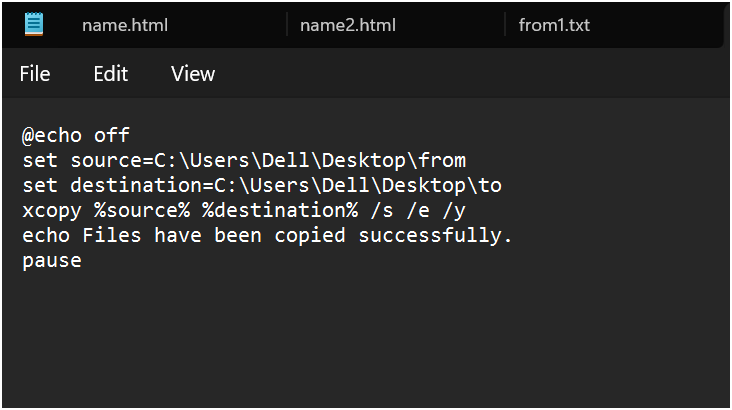 name.html name2.html from1.txt
File Edit View
@echo off
set source=C:\Users\Dell\Desktop\from
set destination=C:\Users\Dell\Desktop\to
xcopy %source% %destination% /s /e /y
echo Files have been copied successfully.
pause